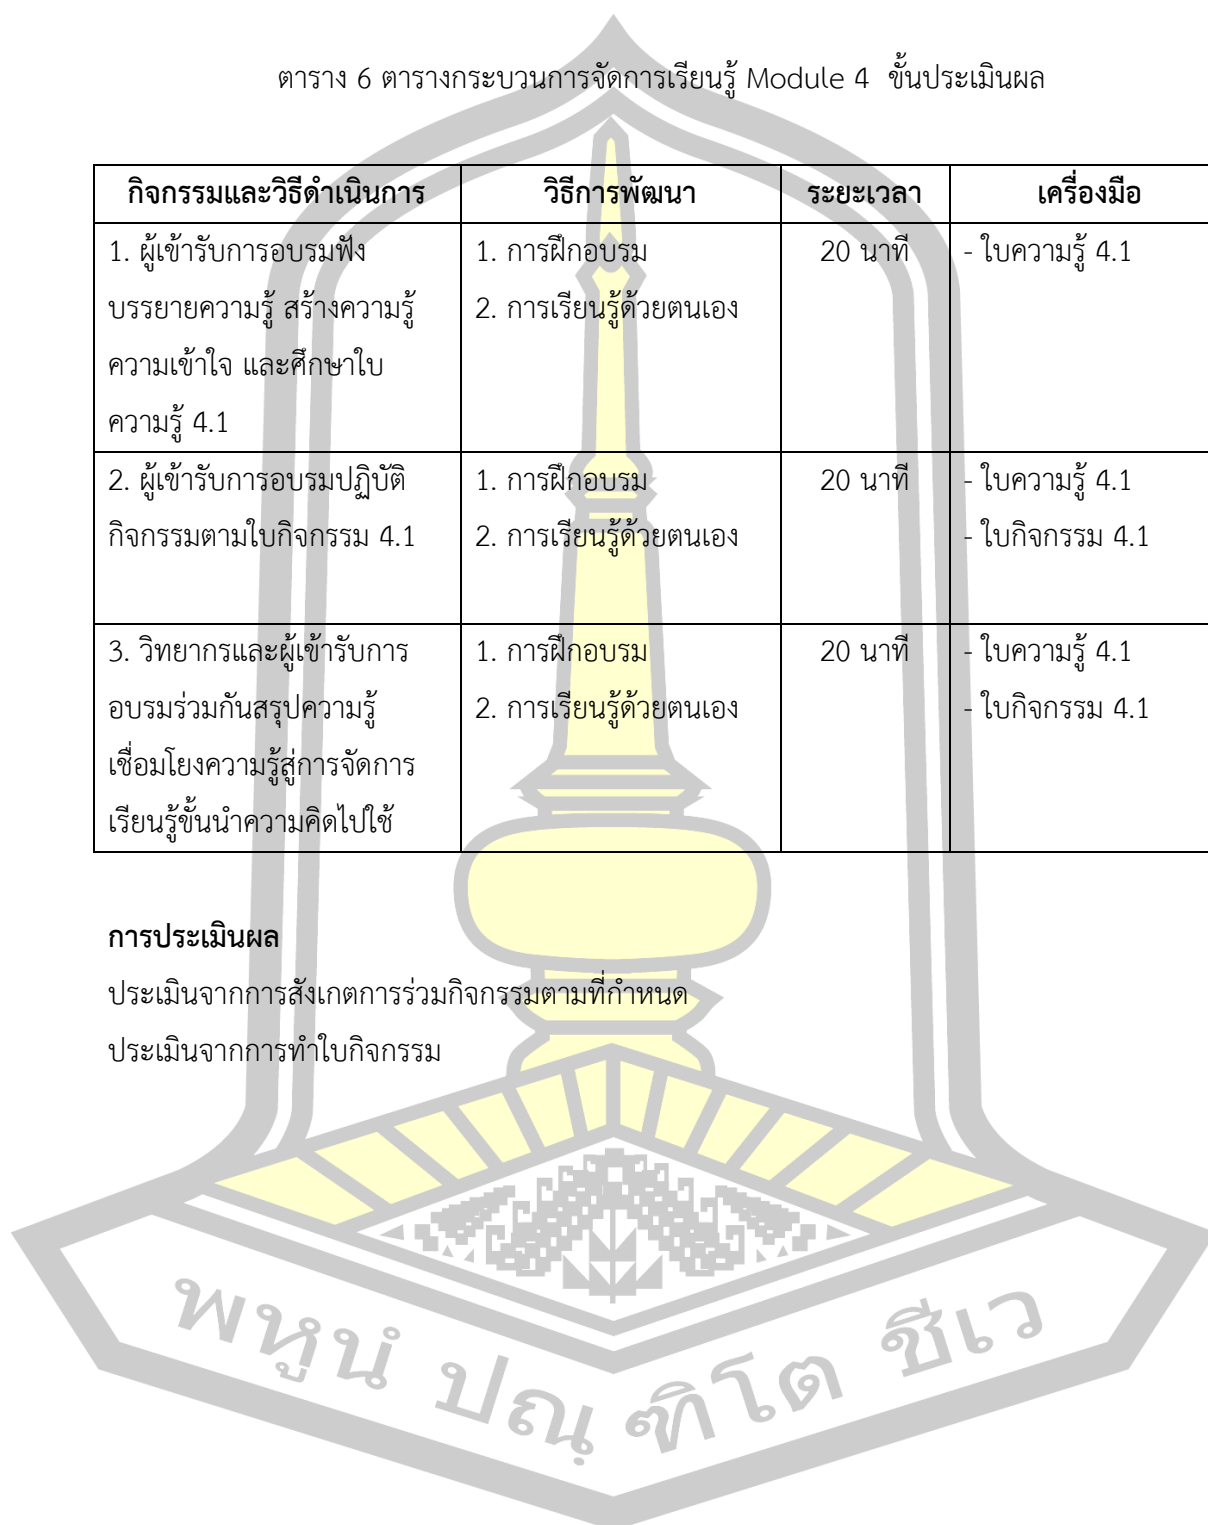 ตาราง 6 ตารางกระบวนการจัดการเรียนรู้ Module 4 ขั้นประเมินผล
กิจกรรมและวิธีดำเนินการ วิธีการพัฒนา ระยะเวลา เครื่องมือ
1. ผู้เข้ารับการอบรมฟัง 1. การฝึกอบรม 20 นาที - ใบความรู้ 4.1
บรรยายความรู้ สร้างความรู้ 2. การเรียนรู้ด้วยตนเอง
ความเข้าใจ และศึกษาใบ
ความรู้ 4.1
2. ผู้เข้ารับการอบรมปฏิบัติ 1. การฝึกอบรม 20 นาที - ใบความรู้ 4.1
กิจกรรมตามใบกิจกรรม 4.1 2. การเรียนรู้ด้วยตนเอง - ใบกิจกรรม 4.1
3. วิทยากรและผู้เข้ารับการ 1. การฝึกอบรม 20 นาที - ใบความรู้ 4.1
อบรมร่วมกันสรุปความรู้ 2. การเรียนรู้ด้วยตนเอง - ใบกิจกรรม 4.1
เชื่อมโยงความรู้สู่การจัดการ
เรียนรู้ขั้นนำความคิดไปใช้
การประเมินผล
ประเมินจากการสังเกตการร่วมกิจกรรมตามที่กำหนด
ประเมินจากการทำใบกิจกรรม
พหูนํ ปณฺฑิโต ชีเว